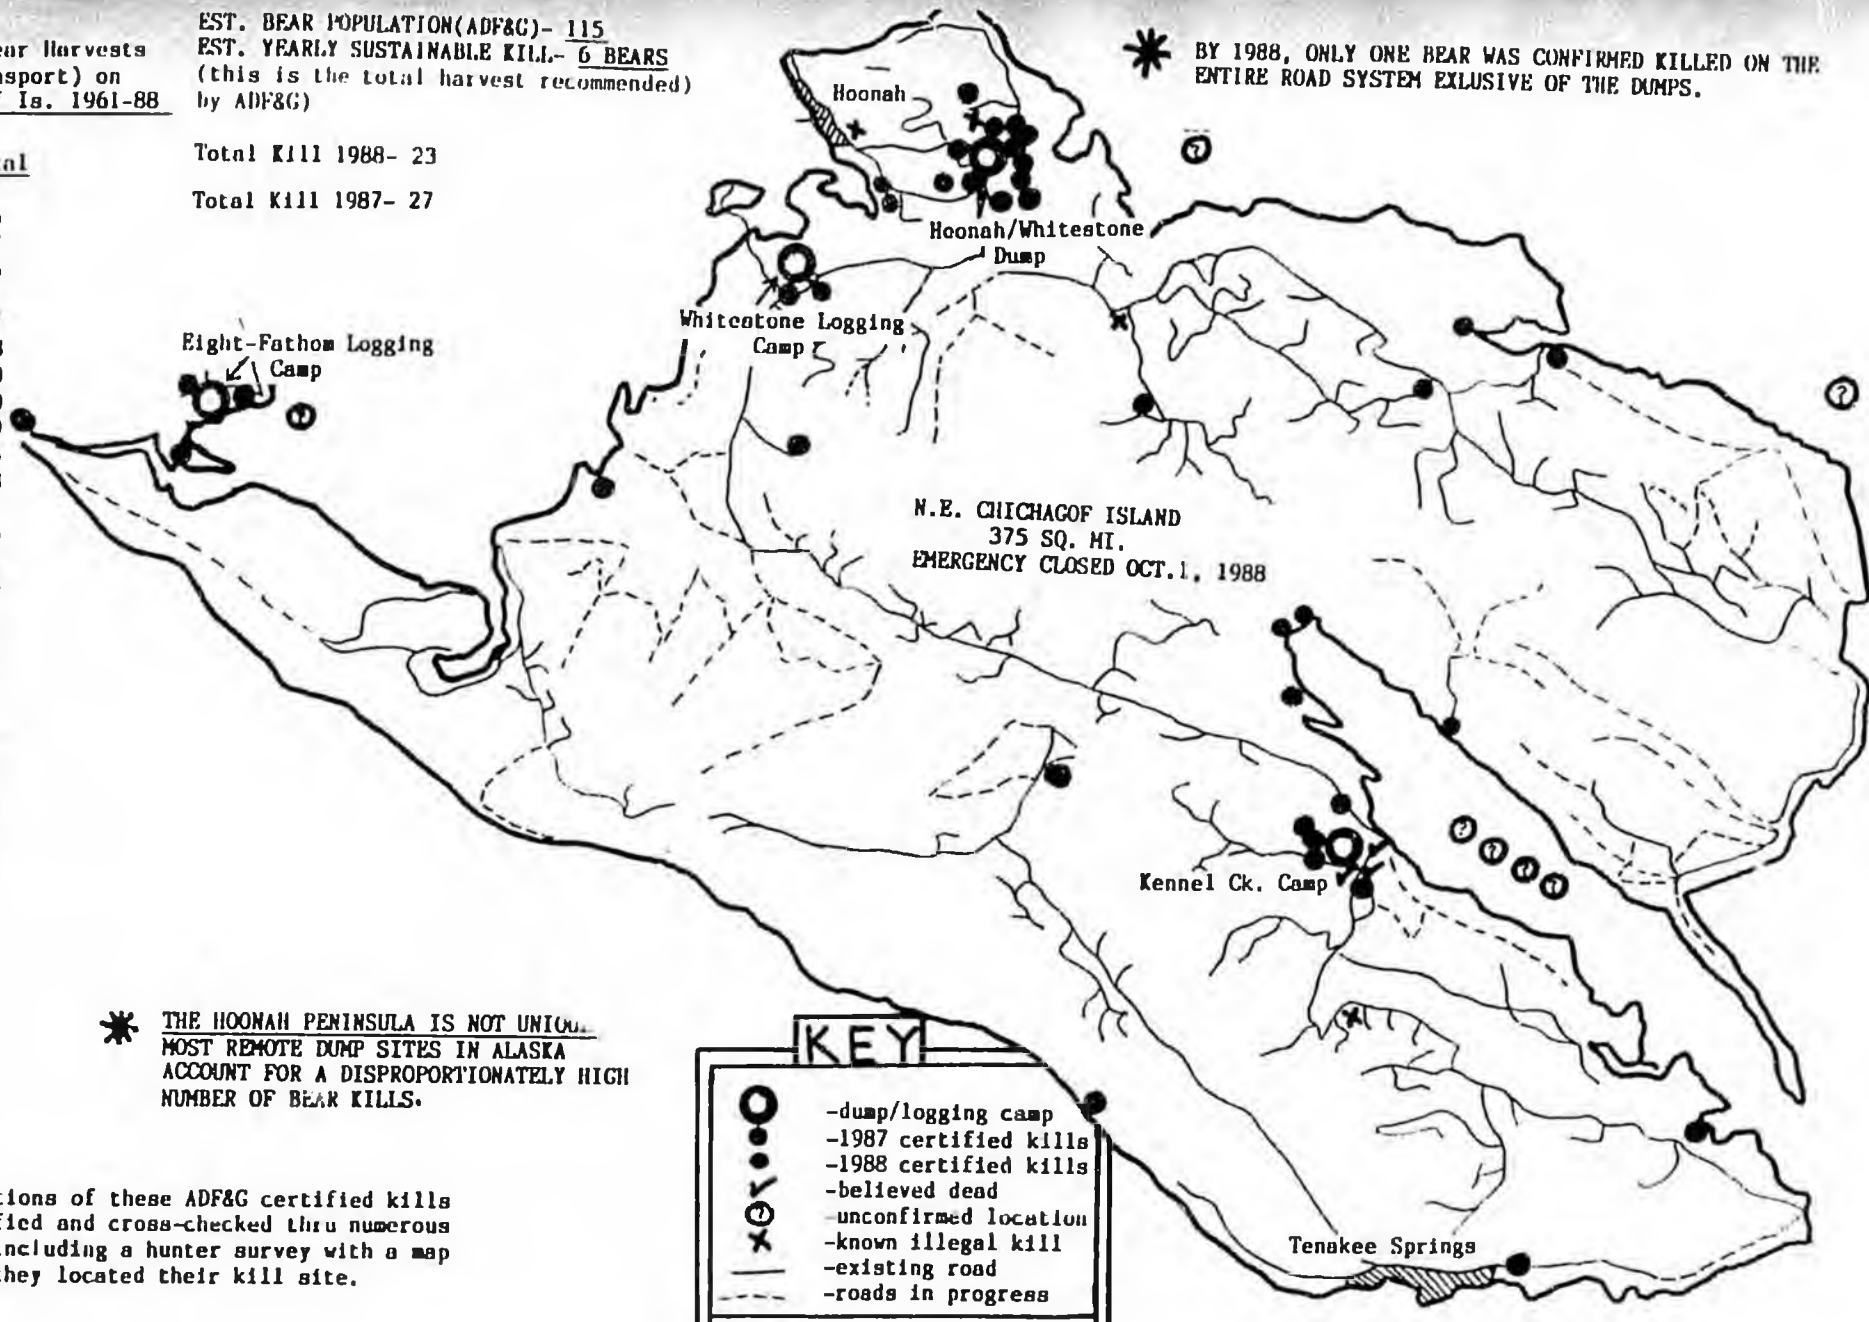 EST. BEAR POPULATION(ADF&G)- 115
EST. YEARLY SUSTAINABLE KILL- 6 BEARS
(this is the total harvest recommended)
by ADF&G)
Harvests
on
Is. 1961-88
Total Kill 1988- 23
Total Kill 1987- 27
BY 1988, ONLY ONE BEAR WAS CONFIRMED KILLED ON THE
ENTIRE ROAD SYSTEM EXLUSIVE OF THE DUMPS.
Hoonah
Hoonah/Whitestone
Dump
Whitestone Logging
Camp
Eight-Fathom Logging
Camp
N.E. CHICHAGOF ISLAND
375 SQ. MI.
EMERGENCY CLOSED OCT.1, 1988
Kennel Ck. Camp
Tenakee Springs
THE HOONAH PENINSULA IS NOT
MOST REMOTE DUMP SITES IN ALASKA
ACCOUNT FOR A DISPROPORTIONATELY HIGH
NUMBER OF BEAR KILLS.
tions of these ADF&G certified kills
fied and cross-checked thru numerous
including a hunter survey with a map
they located their kill site.
KEY
-dump/logging camp
-1987 certified kills
-1988 certified kills
-believed dead
? -unconfirmed location
-known illegal kill
-existing road
-roads in progress